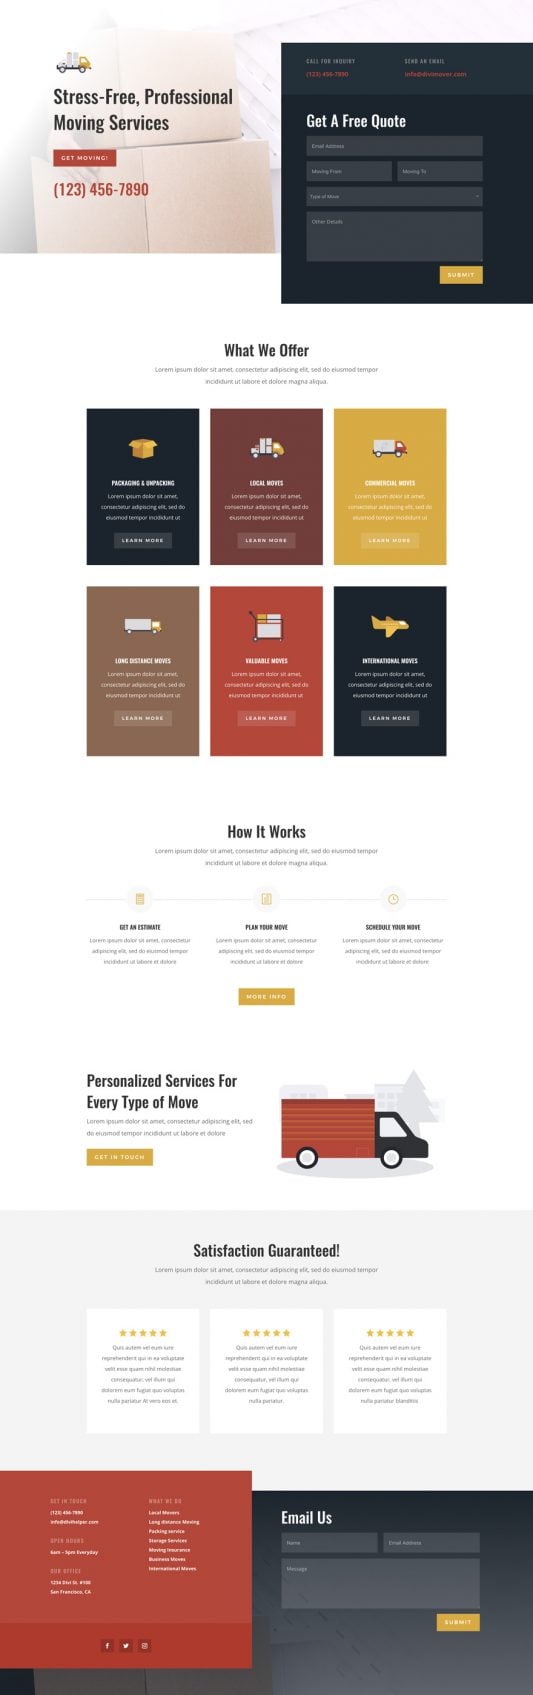 Stress-Free, Professional
Moving Services
GET MOVING!
(123) 456-7890
CALL FOR INQUIRY
(123) 456-7890
SEND AN EMAIL
info@divimover.com
Get A Free Quote
Email Address
Moving From
Moving To
Type of Move
Other Details
SUBMIT
What We Offer
Lorem ipsum dolor sit amet, consectetur adipiscing elit, sed do eiusmod tempor
incididunt ut labore et dolore magna aliqua.
PACKAGING & UNPACKING
Lorem ipsum dolor sit amet,
consectetur adipiscing elit, sed do
eiusmod tempor incididunt ut
LEARN MORE
LOCAL MOVES
Lorem ipsum dolor sit amet,
consectetur adipiscing elit, sed do
eiusmod tempor incididunt ut
LEARN MORE
COMMERCIAL MOVES
Lorem ipsum dolor sit amet,
consectetur adipiscing elit, sed do
eiusmod tempor incididunt ut
LEARN MORE
LONG DISTANCE MOVES
Lorem ipsum dolor sit amet,
consectetur adipiscing elit, sed do
eiusmod tempor incididunt ut
LEARN MORE
VALUABLE MOVES
Lorem ipsum dolor sit amet,
consectetur adipiscing elit, sed do
eiusmod tempor incididunt ut
LEARN MORE
INTERNATIONAL MOVES
Lorem ipsum dolor sit amet,
consectetur adipiscing elit, sed do
eiusmod tempor incididunt ut
LEARN MORE
How It Works
Lorem ipsum dolor sit amet, consectetur adipiscing elit, sed do eiusmod tempor
incididunt ut labore et dolore magna aliqua.
GET AN ESTIMATE
Lorem ipsum dolor sit amet, consectetur
adipiscing elit, sed do eiusmod tempor
incididunt ut labore et dolore
PLAN YOUR MOVE
Lorem ipsum dolor sit amet, consectetur
adipiscing elit, sed do eiusmod tempor
incididunt ut labore et dolore
SCHEDULE YOUR MOVE
Lorem ipsum dolor sit amet, consectetur
adipiscing elit, sed do eiusmod tempor
incididunt ut labore et dolore
MORE INFO
Personalized Services For
Every Type of Move
Lorem ipsum dolor sit amet, consectetur adipiscing elit, sed
do eiusmod tempor incididunt ut labore et dolore
GET IN TOUCH
Satisfaction Guaranteed!
Lorem ipsum dolor sit amet, consectetur adipiscing elit, sed do eiusmod tempor
incididunt ut labore et dolore magna aliqua.
Quis autem vel eum iure
reprehenderit qui in ea voluptate
velit esse quam nihil molestiae
consequatur, vel illum qui
dolorem eum fugiat quo voluptas
nulla pariatur At vero eos et.
Quis autem vel eum iure
reprehenderit qui in ea voluptate
velit esse quam nihil molestiae
consequatur, vel illum qui
dolorem eum fugiat quo voluptas
nulla pariatur.
Quis autem vel eum iure
reprehenderit qui in ea voluptate
velit esse quam nihil molestiae
consequatur, vel illum qui
dolorem eum fugiat quo voluptas
nulla pariatur blanditiis
GET IN TOUCH
(123) 456-7890
info@divihelper.com
OPEN HOURS
6am – 5pm Everyday
OUR OFFICE
1234 Divi St. #100
San Francisco, CA
WHAT WE DO
Local Movers
Long distance Moving
Packing service
Storage Services
Moving Insurance
Business Moves
International Moves
Email Us
Name
Email Address
Message
SUBMIT